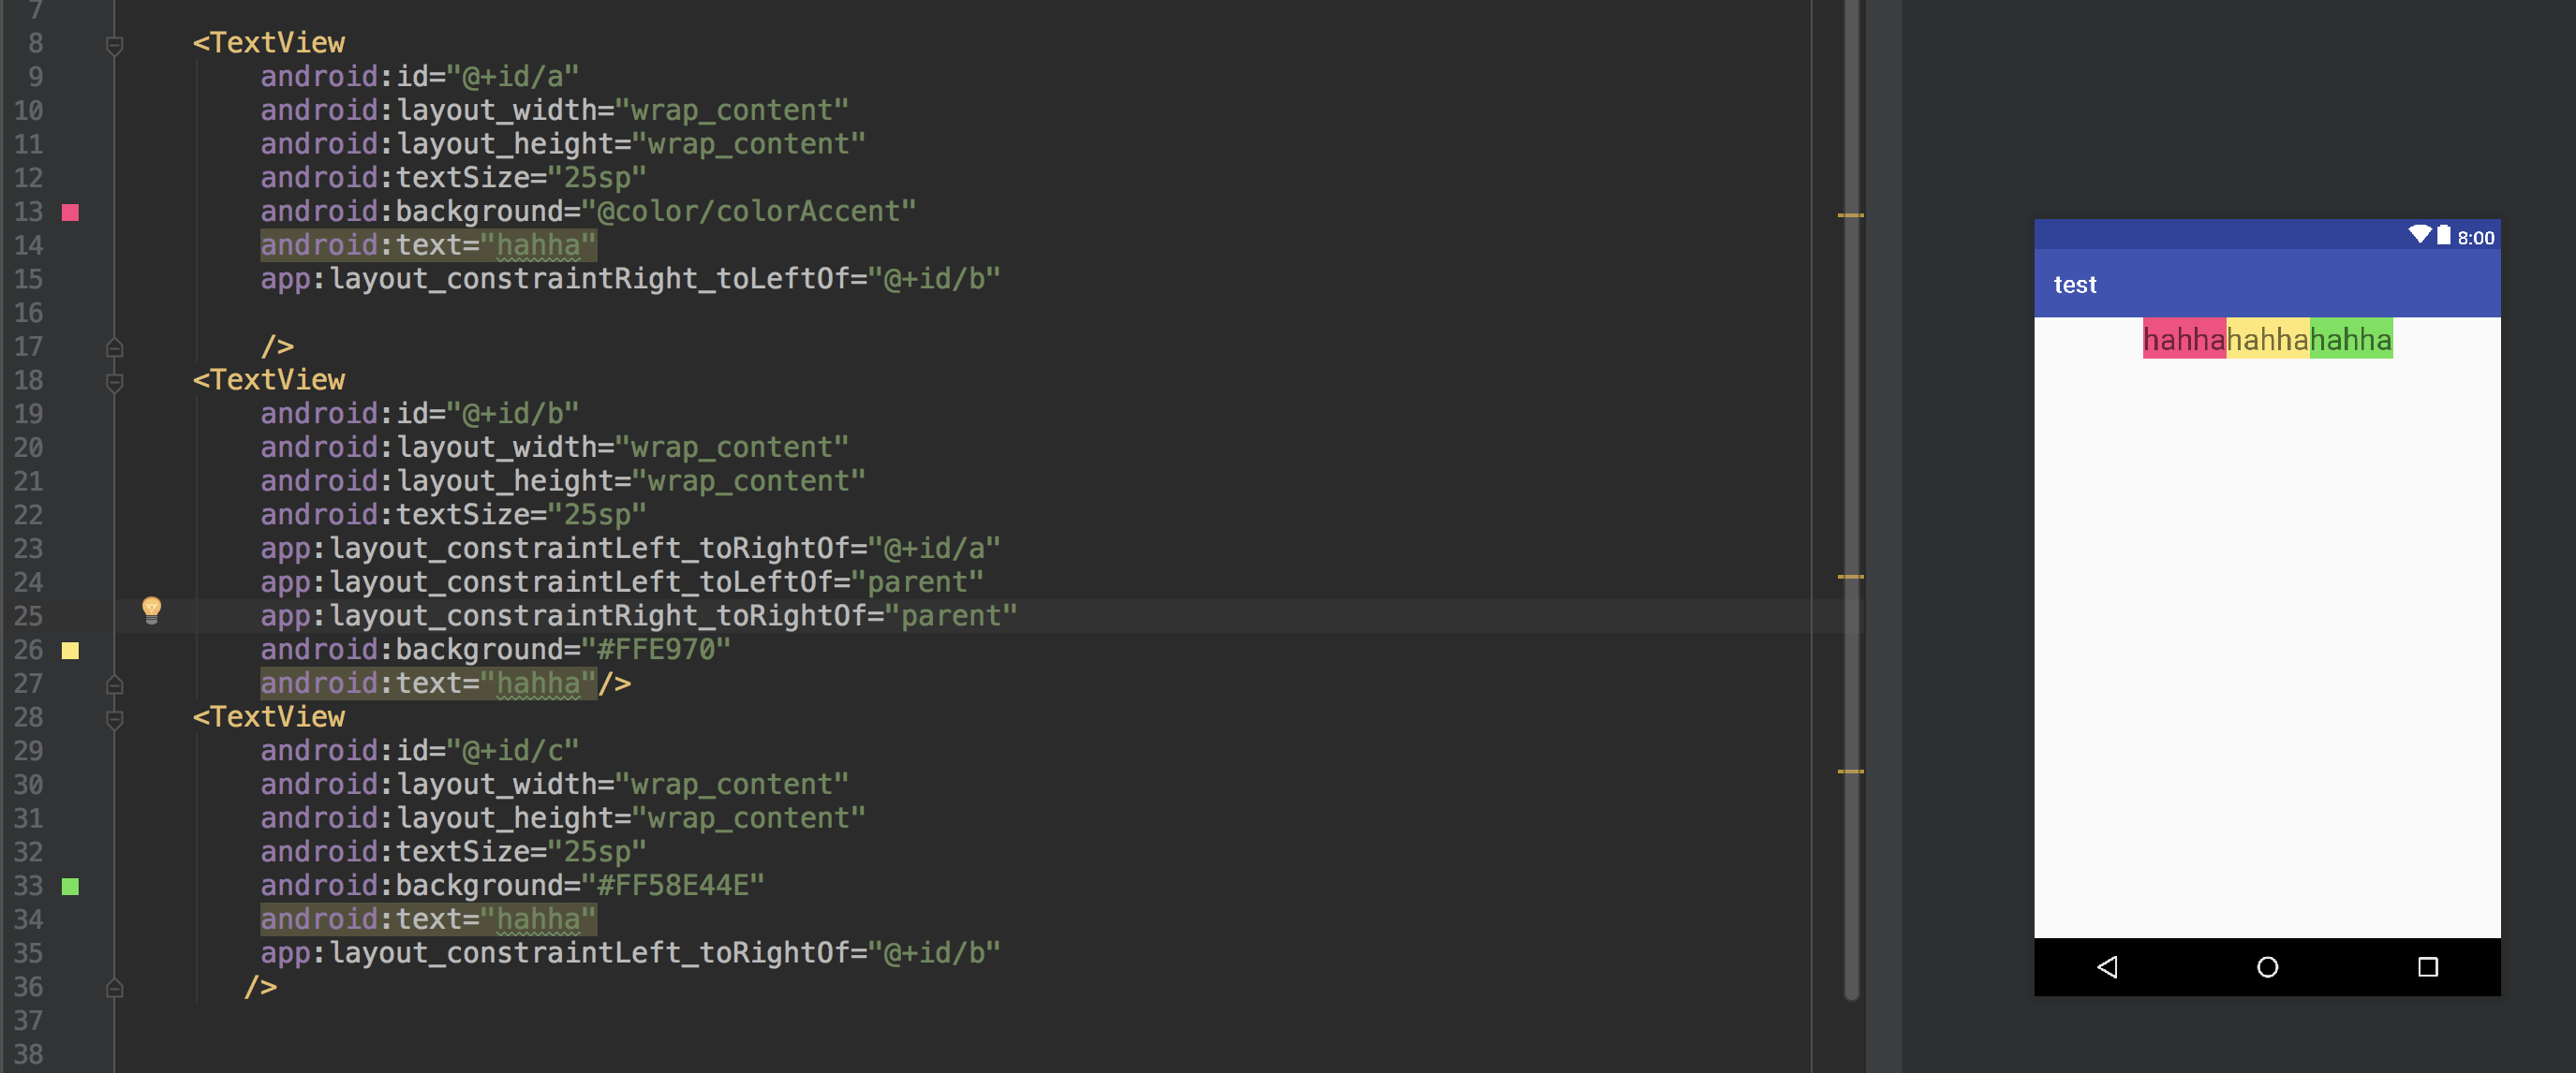 7
8 <TextView
9 android:id="@+id/a"
10 android:layout_width="wrap_content"
11 android:layout_height="wrap_content"
12 android:textSize="25sp"
13 android:background="@color/colorAccent"
14 android:text="hahha"
15 app:layout_constraintRight_toLeftOf="@+id/b"
16
17 />
18 <TextView
19 android:id="@+id/b"
20 android:layout_width="wrap_content"
21 android:layout_height="wrap_content"
22 android:textSize="25sp"
23 app:layout_constraintLeft_toRightOf="@+id/a"
24 app:layout_constraintLeft_toLeftOf="parent"
25 app:layout_constraintRight_toRightOf="parent"
26 android:background="#FFE970"
27 android:text="hahha"/>
28 <TextView
29 android:id="@+id/c"
30 android:layout_width="wrap_content"
31 android:layout_height="wrap_content"
32 android:textSize="25sp"
33 android:background="#FF58E44E"
34 android:text="hahha"
35 app:layout_constraintLeft_toRightOf="@+id/b"
36 />
37
38
8:00
test
hahhahahhahahha